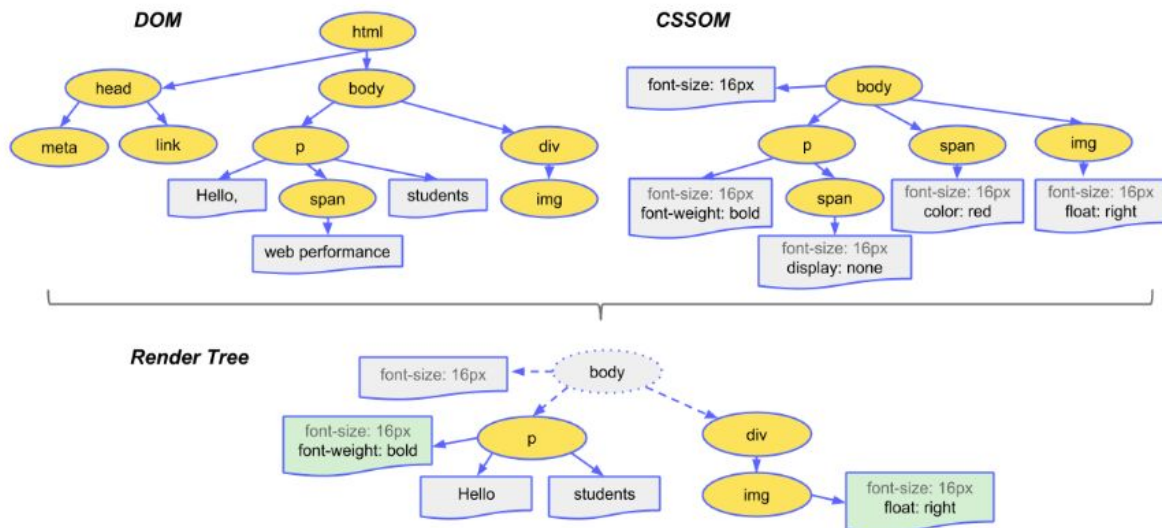 DOM
CSSOM
html
head
body
meta
link
p
div
Hello,
span
students
img
web performance
font-size: 16px
body
p
span
img
font-size: 16px
font-weight: bold
span
font-size: 16px
color: red
font-size: 16px
float: right
font-size: 16px
display: none
Render Tree
font-size: 16px
body
font-size: 16px
font-weight: bold
p
div
Hello
students
img
font-size: 16px
float: right